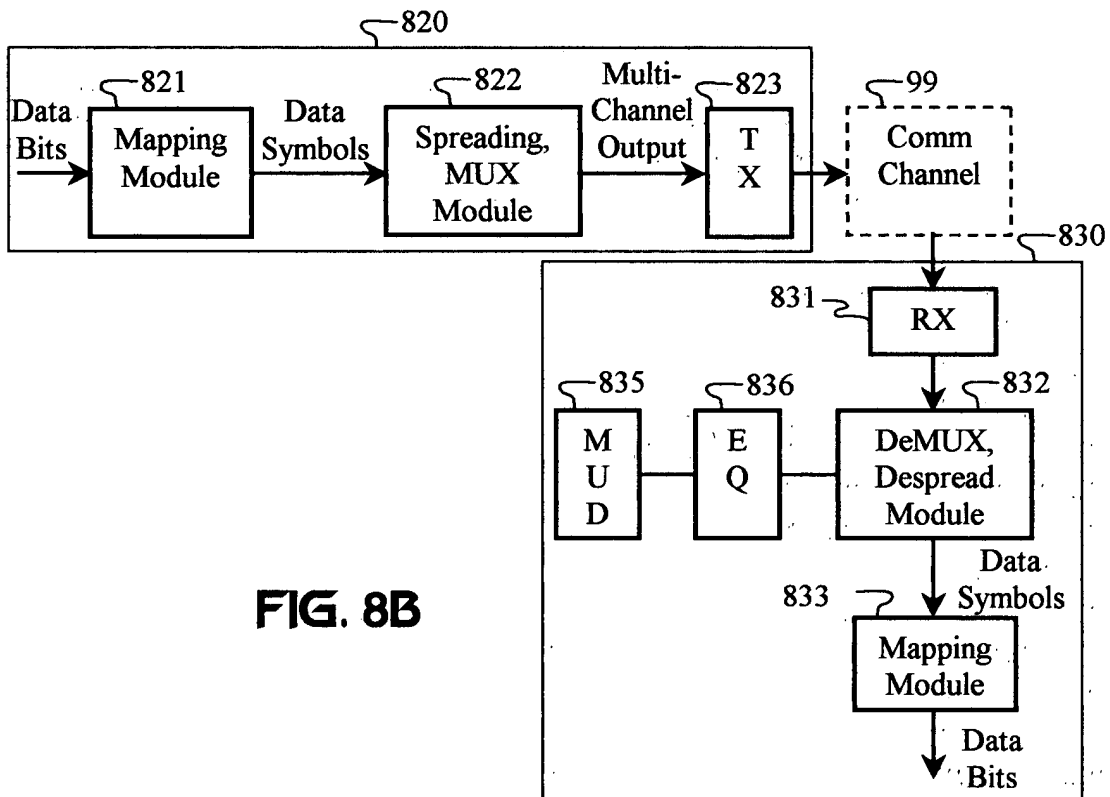 820
821
822
823
99
Data
Bits
Mapping
Module
Data
Symbols
Spreading,
MUX
Module
Multi-
Channel
Output
T
X
Comm
Channel
830
831
RX
835
836
832
M
U
D
E
Q
DeMUX,
Despread
Module
Data
Symbols
833
Mapping
Module
Data
Bits
FIG. 8B